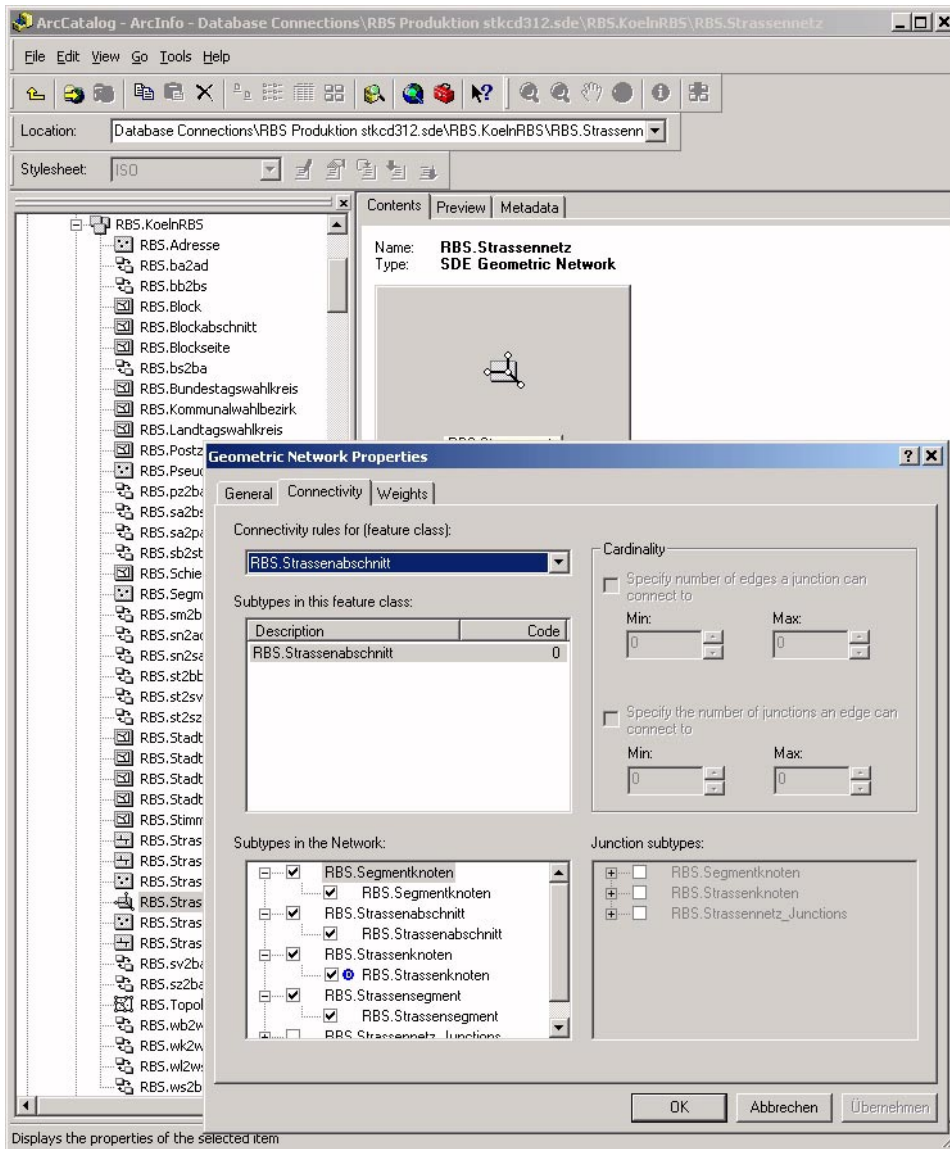 ArcCatalog - ArcInfo - Database Connections\RBS Produktion stkcd312.sde\RBS.KoelnRBS\RBS.Strassennetz
File Edit View Go Tools Help
Location: Database Connections\RBS Produktion stkcd312.sde\RBS.KoelnRBS\RBS.Strassenn
Stylesheet: ISO
RBS.KoelnRBS
RBS.Adresse
RBS.ba2ad
RBS.bb2bs
RBS.Block
RBS.Blockabschnitt
RBS.Blockseite
RBS.bs2ba
RBS.Bundestagswahlkreis
RBS.Kommunalwahlbezirk
RBS.Landtagswahlkreis
RBS.Postz
RBS.Pseud
RBS.pz2ba
RBS.sa2bs
RBS.sa2pa
RBS.sb2st
RBS.Schie
RBS.Segm
RBS.sm2b
RBS.sn2ad
RBS.sn2sa
RBS.st2bb
RBS.st2sv
RBS.st2sz
RBS.Stadt
RBS.Stadt
RBS.Stadt
RBS.Stadt
RBS.Stimm
RBS.Stras
RBS.Stras
RBS.Stras
RBS.Stras
RBS.Stras
RBS.Stras
RBS.sv2ba
RBS.sz2ba
RBS.Topol
RBS.wb2w
RBS.wk2w
RBS.wl2ws
RBS.ws2b
Contents Preview Metadata
Name: RBS.Strassennetz
Type: SDE Geometric Network
Geometric Network Properties
General Connectivity Weights
Connectivity rules for (feature class):
RBS.Strassenabschnitt
Subtypes in this feature class:
Description Code
RBS.Strassenabschnitt 0
Cardinality
Specify number of edges a junction can
connect to
Min: Max:
0 0
Specify the number of junctions an edge can
connect to
Min: Max:
0 0
Subtypes in the Network:
RBS.Segmentknoten
RBS.Segmentknoten
RBS.Strassenabschnitt
RBS.Strassenabschnitt
RBS.Strassenknoten
RBS.Strassenknoten
RBS.Strassensegment
RBS.Strassensegment
RBS.Strassennetz_Junctions
Junction subtypes:
RBS.Segmentknoten
RBS.Strassenknoten
RBS.Strassennetz_Junctions
OK Abbrechen Übernehmen
Displays the properties of the selected item